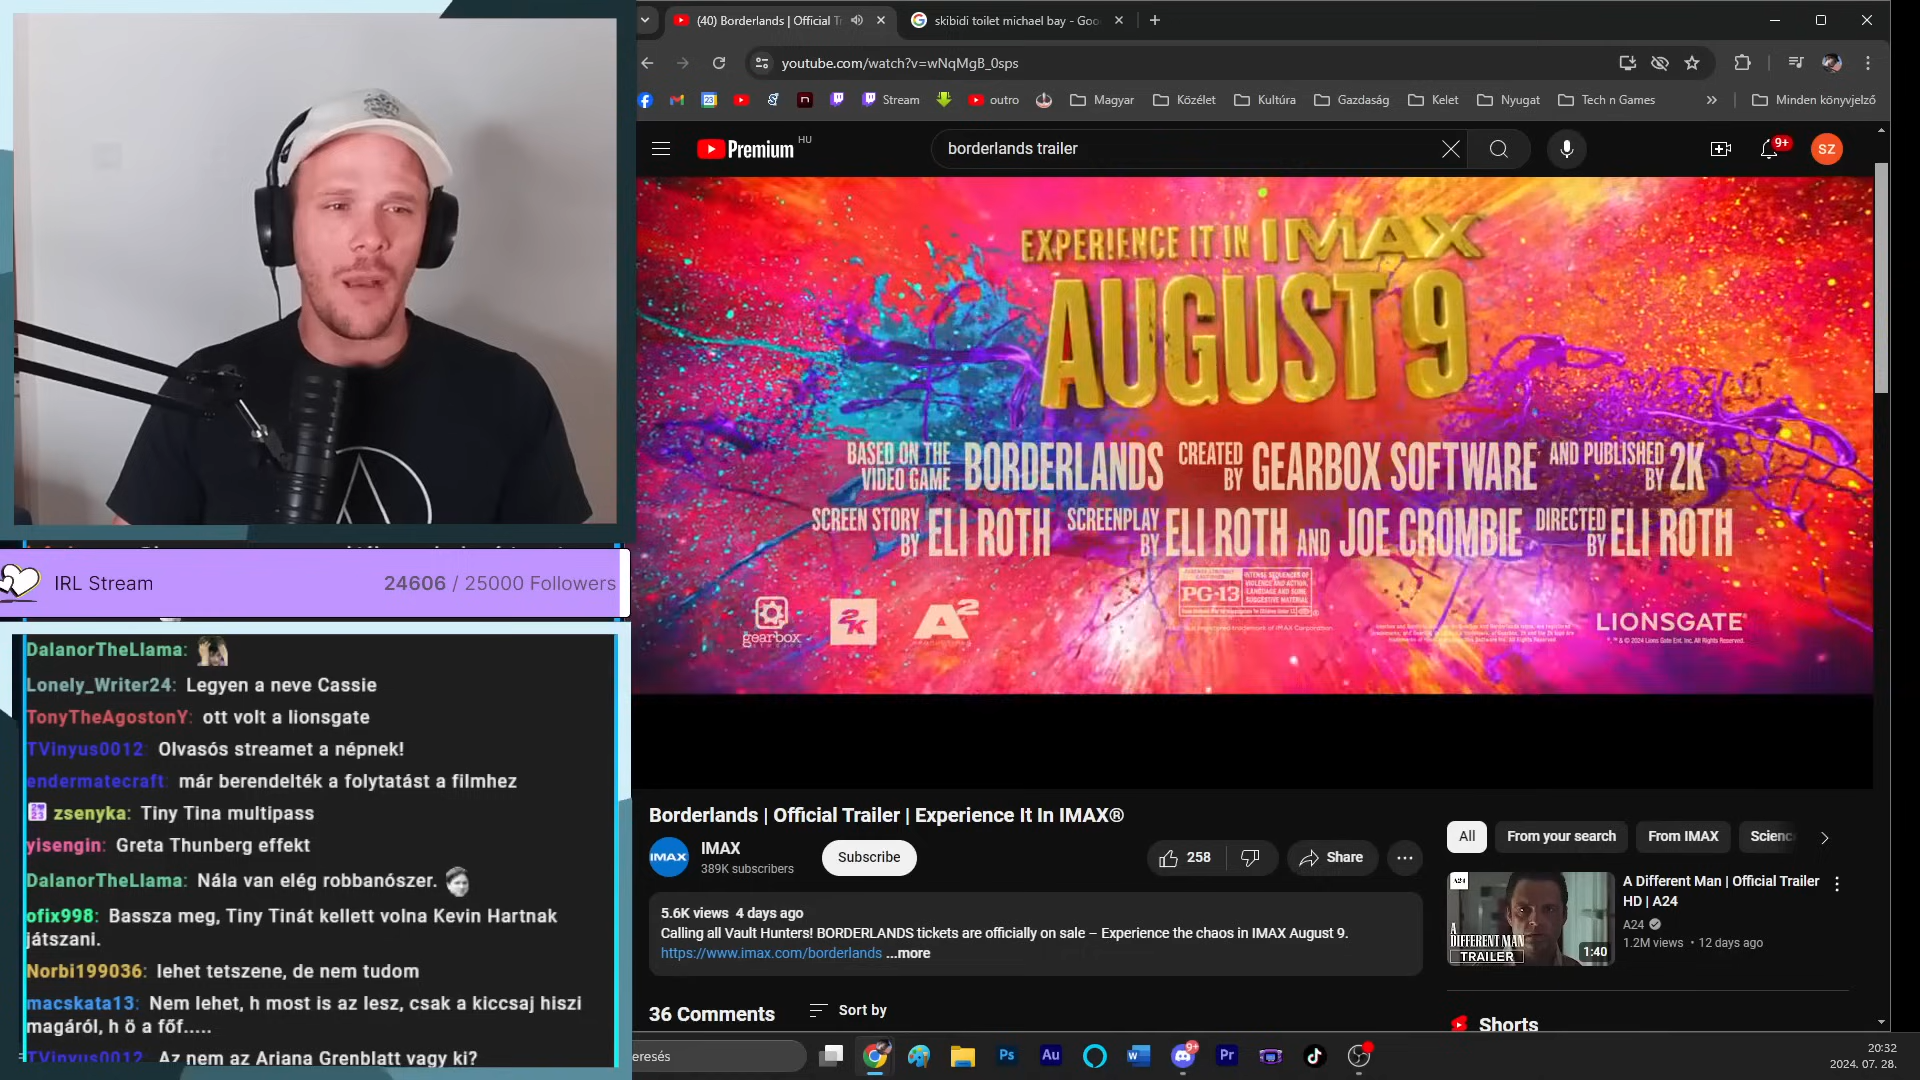 (40) Borderlands | Official Tr
skibidi toilet michael bay - Goo
youtube.com/watch?v=wNqMgB_0sps
Stream
outro
Magyar
Közélet
Kultúra
Gazdaság
Kelet
Nyugat
Tech n Games
Minden könyvjelző
Premium HU
borderlands trailer
9+
SZ
EXPERIENCE IT IN IMAX
AUGUST 9
BASED ON THE VIDEO GAME BORDERLANDS CREATED BY GEARBOX SOFTWARE AND PUBLISHED BY 2K
SCREEN STORY BY ELI ROTH SCREENPLAY BY ELI ROTH AND JOE CROMBIE DIRECTED BY ELI ROTH
PG-13
gearbox
2K
A2
LIONSGATE
IRL Stream
24606 / 25000 Followers
DalanorTheLlama:
Lonely_Writer24: Legyen a neve Cassie
TonyTheAgostonY: ott volt a lionsgate
TVinyus0012: Olvasós streamet a népnek!
endermatecraft: már berendelték a folytatást a filmhez
zsenyka: Tiny Tina multipass
yisengin: Greta Thunberg effekt
DalanorTheLlama: Nála van elég robbanószer.
ofix998: Bassza meg, Tiny Tinát kellett volna Kevin Hartnak
játszani.
Norbi199036: lehet tetszene, de nem tudom
macskata13: Nem lehet, h most is az lesz, csak a kiccsaj hiszi
magáról, h ö a főf.....
TVinyus0012: Az nem az Ariana Grenblatt vagy ki?
Borderlands | Official Trailer | Experience It In IMAX®
IMAX
IMAX
389K subscribers
Subscribe
258
Share
5.6K views 4 days ago
Calling all Vault Hunters! BORDERLANDS tickets are officially on sale – Experience the chaos in IMAX August 9.
https://www.imax.com/borderlands ...more
36 Comments
Sort by
All
From your search
From IMAX
Scienc
A24
A DIFFERENT MAN
TRAILER
1:40
A Different Man | Official Trailer
HD | A24
A24
1.2M views • 12 days ago
Shorts
eresés
Ps
Au
9+
Pr
20:32
2024. 07. 28.